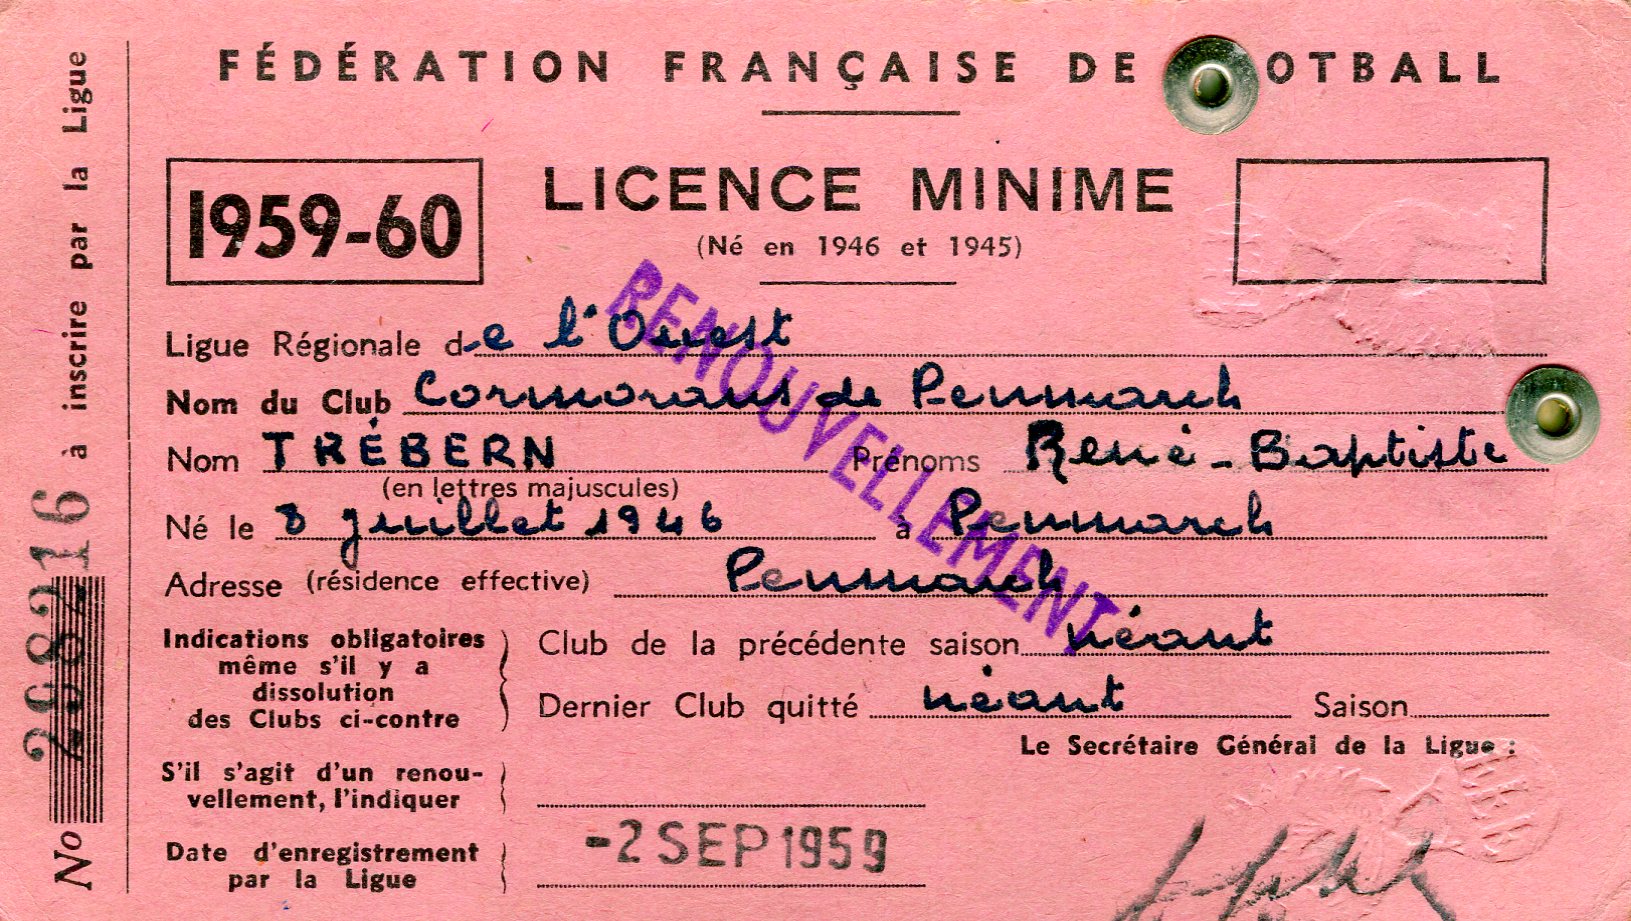 FÉDÉRATION FRANÇAISE DE OTBALL
1959-60
LICENCE MINIME
(Né en 1946 et 1945)
RENOUVELLEMENT
Ligue Régionale de l'Ouest
Nom du Club Cormorans de Penmarch
Nom TRÉBERN Prénoms René-Baptiste
(en lettres majuscules)
Né le 8 juillet 1946 à Penmarch
Adresse (résidence effective) Penmarch
Indications obligatoires
même s'il y a
dissolution
des Clubs ci-contre
Club de la précédente saison néant
Dernier Club quitté néant Saison
Le Secrétaire Général de la Ligue :
S'il s'agit d'un renou-
vellement, l'indiquer
Date d'enregistrement
par la Ligue
-2 SEP 1959
No 298216 à inscrire par la Ligue